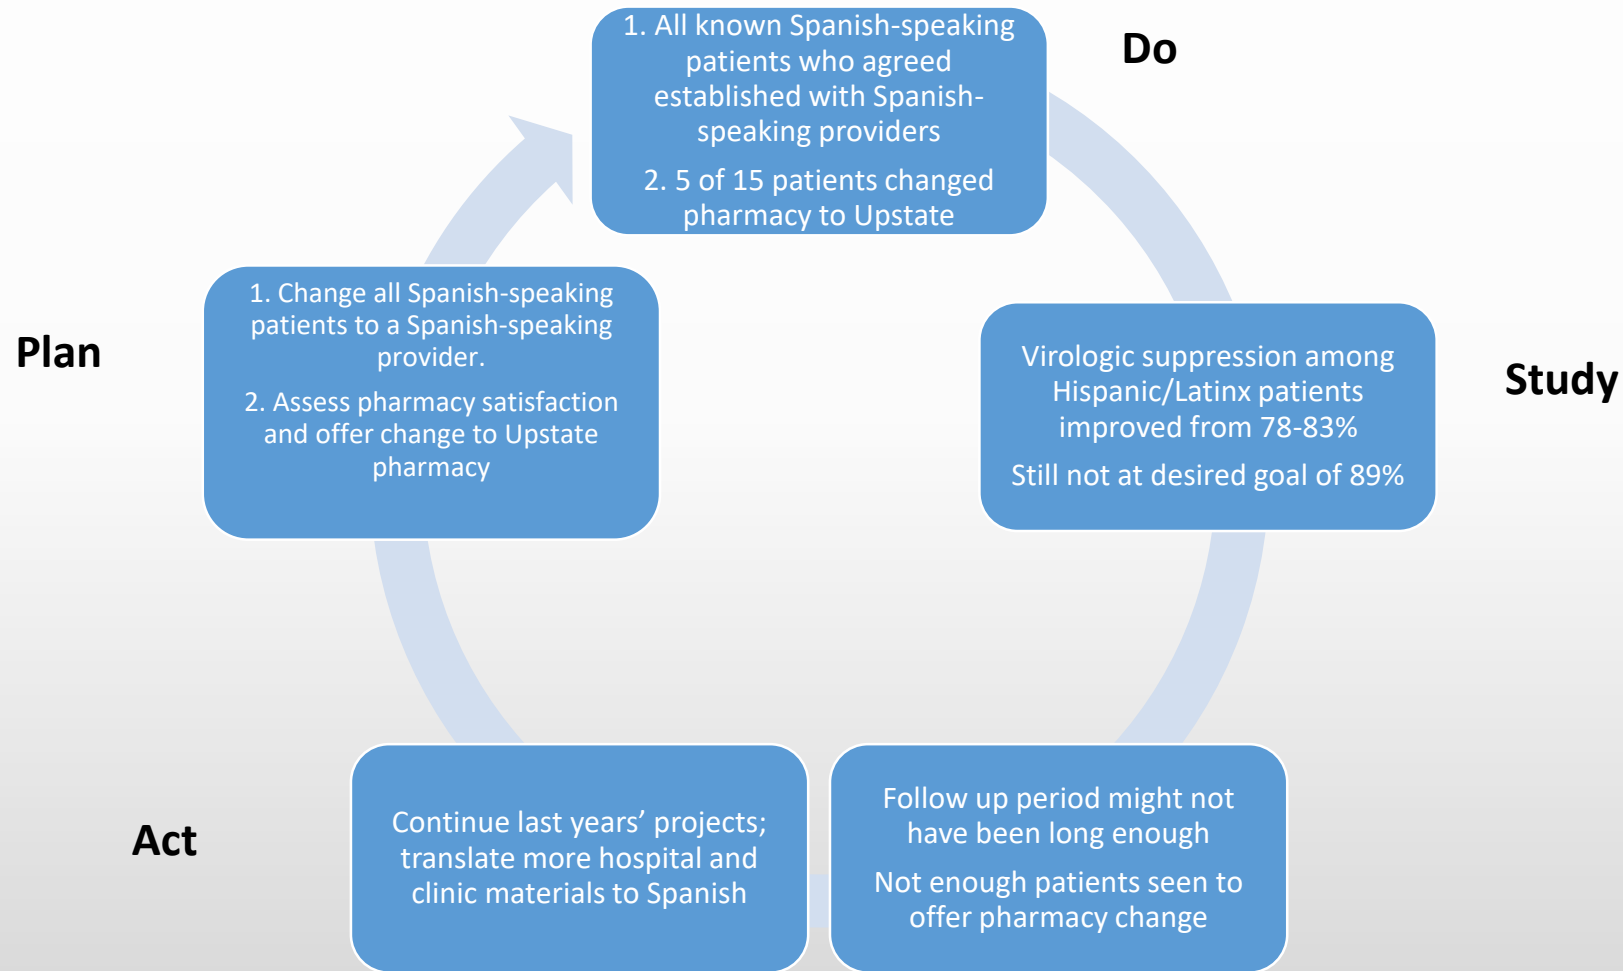 Plan
1. Change all Spanish-speaking
patients to a Spanish-speaking
provider.
2. Assess pharmacy satisfaction
and offer change to Upstate
pharmacy
Do
1. All known Spanish-speaking
patients who agreed
established with Spanish-
speaking providers
2. 5 of 15 patients changed
pharmacy to Upstate
Study
Virologic suppression among
Hispanic/Latinx patients
improved from 78-83%
Still not at desired goal of 89%
Follow up period might not
have been long enough
Not enough patients seen to
offer pharmacy change
Act
Continue last years’ projects;
translate more hospital and
clinic materials to Spanish